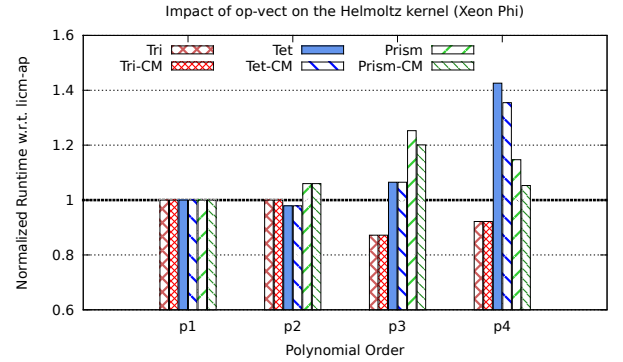 Impact of op-vect on the Helmoltz kernel (Xeon Phi)
Normalized Runtime w.r.t. licm-ap
1.6
1.4
1.2
1
0.8
0.6
Tri Tet Prism
Tri-CM Tet-CM Prism-CM
p1 p2 p3 p4
Polynomial Order